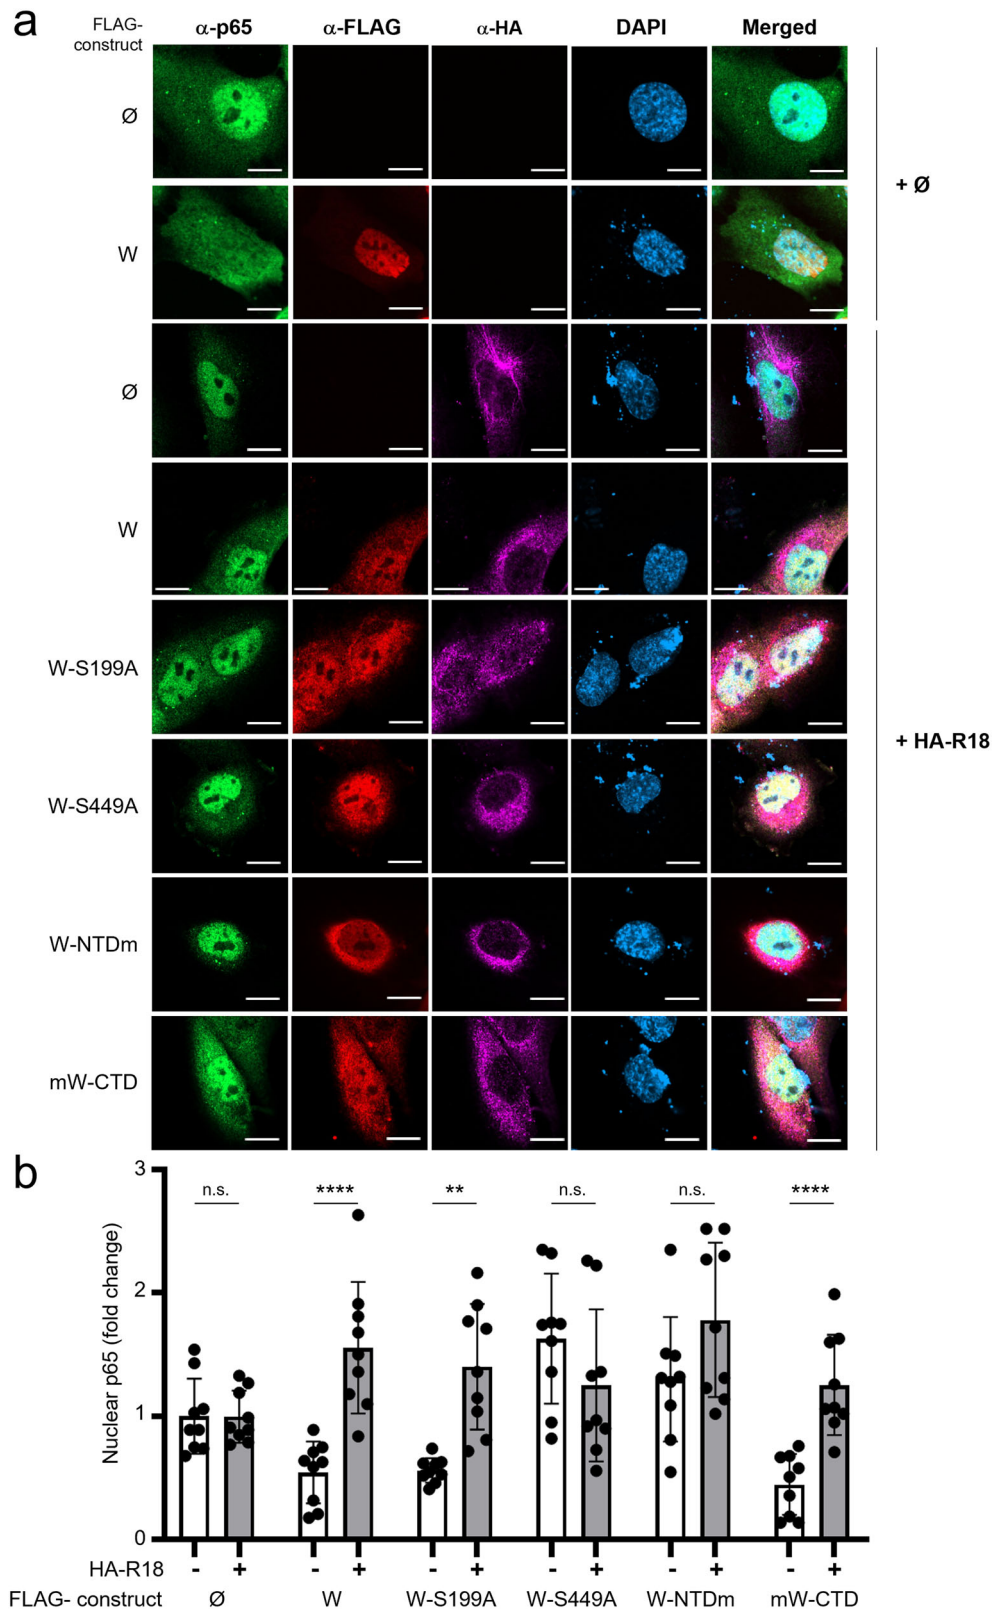 a
FLAG-
construct
α-p65 α-FLAG α-HA DAPI Merged
Ø
+ Ø
W
Ø
W
W-S199A
+ HA-R18
W-S449A
W-NTDm
mW-CTD
b
Nuclear p65 (fold change)
3
n.s. **** ** n.s. n.s. ****
2
1
0
HA-R18 - + - + - + - + - + - +
FLAG- construct Ø W W-S199A W-S449A W-NTDm mW-CTD